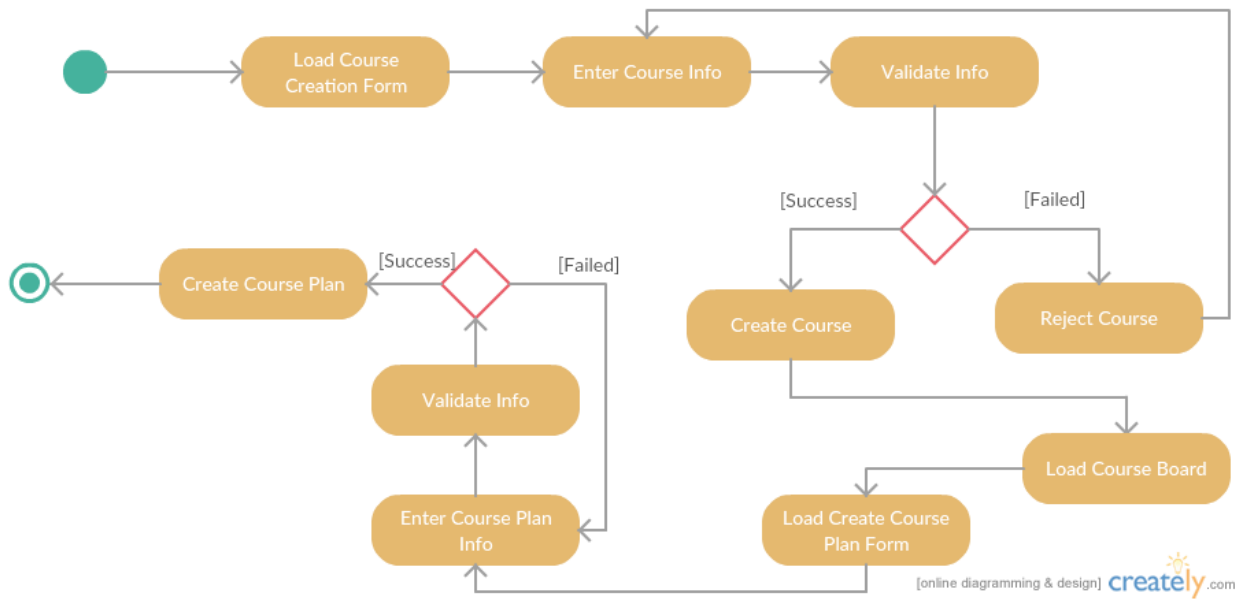 Load Course
Creation Form
Enter Course Info
Validate Info
[Success]
[Failed]
Create Course
Reject Course
Load Course Board
Load Create Course
Plan Form
Enter Course Plan
Info
Validate Info
[Success]
[Failed]
Create Course Plan
[online diagramming & design] creately.com